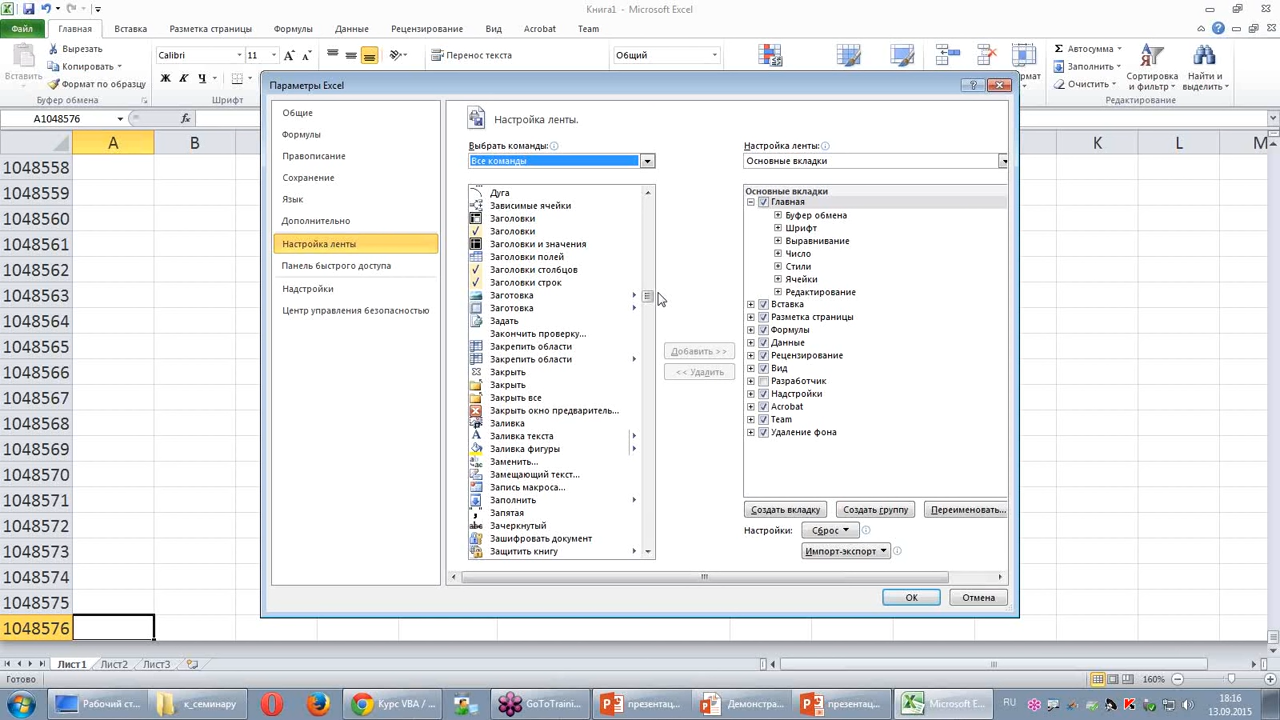 Книга1 - Microsoft Excel
Файл Главная Вставка Разметка страницы Формулы Данные Рецензирование Вид Acrobat Team
Вставить
Вырезать
Копировать
Формат по образцу
Буфер обмена
Calibri 11
Ж К Ч
Шрифт
Перенос текста
Общий
Автосумма
Заполнить
Очистить
Сортировка и фильтр
Найти и выделить
Редактирование
A1048576 fx
A B K L M
1048558
1048559
1048560
1048561
1048562
1048563
1048564
1048565
1048566
1048567
1048568
1048569
1048570
1048571
1048572
1048573
1048574
1048575
1048576
Параметры Excel
Общие
Формулы
Правописание
Сохранение
Язык
Дополнительно
Настройка ленты
Панель быстрого доступа
Надстройки
Центр управления безопасностью
Настройка ленты.
Выбрать команды:
Все команды
Дуга
Зависимые ячейки
Заголовки
Заголовки
Заголовки и значения
Заголовки полей
Заголовки столбцов
Заголовки строк
Заготовка
Заготовка
Задать
Закончить проверку...
Закрепить области
Закрепить области
Закрыть
Закрыть
Закрыть все
Закрыть окно предваритель...
Заливка
Заливка текста
Заливка фигуры
Заменить...
Замещающий текст...
Запись макроса...
Заполнить
Запятая
Зачеркнутый
Зашифровать документ
Защитить книгу
Добавить >>
<< Удалить
Настройка ленты:
Основные вкладки
Основные вкладки
Главная
Буфер обмена
Шрифт
Выравнивание
Число
Стили
Ячейки
Редактирование
Вставка
Разметка страницы
Формулы
Данные
Рецензирование
Вид
Разработчик
Надстройки
Acrobat
Team
Удаление фона
Создать вкладку Создать группу Переименовать...
Настройки: Сброс
Импорт-экспорт
ОК Отмена
Лист1 Лист2 Лист3
Готово 160%
Рабочий ст... к_семинару Курс VBA / ... GoToTraini... презентац... Демонстра... презентац... Microsoft E... RU 18:16
13.09.2015